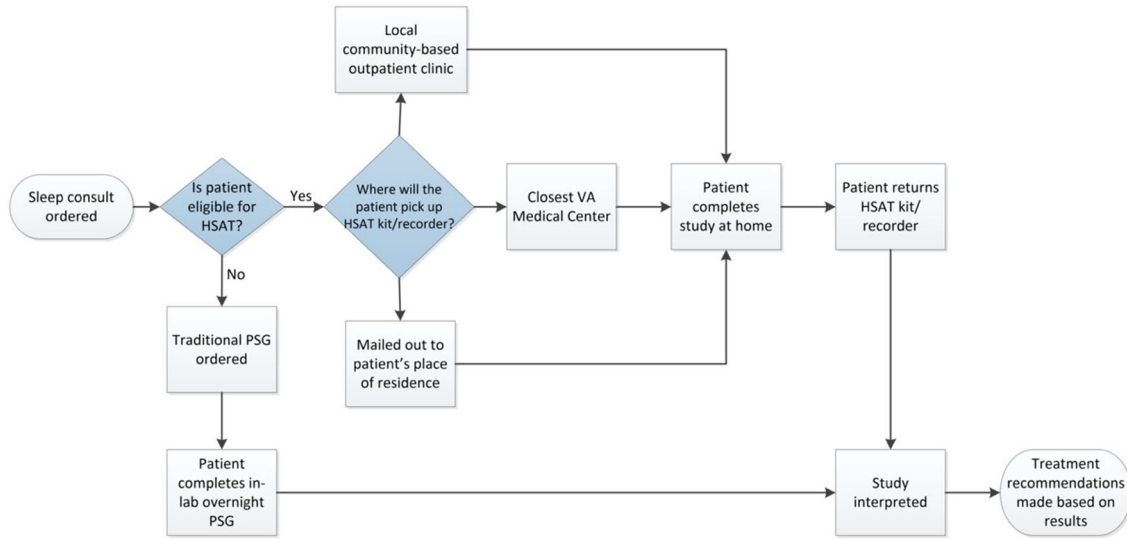 Local
community-based
outpatient clinic
Sleep consult
ordered
Is patient
eligible for
HSAT?
Yes
Where will the
patient pick up
HSAT kit/recorder?
Closest VA
Medical Center
Patient
completes
study at home
Patient returns
HSAT kit/
recorder
No
Traditional PSG
ordered
Mailed out to
patient’s place
of residence
Patient
completes in-
lab overnight
PSG
Study
interpreted
Treatment
recommendations
made based on
results